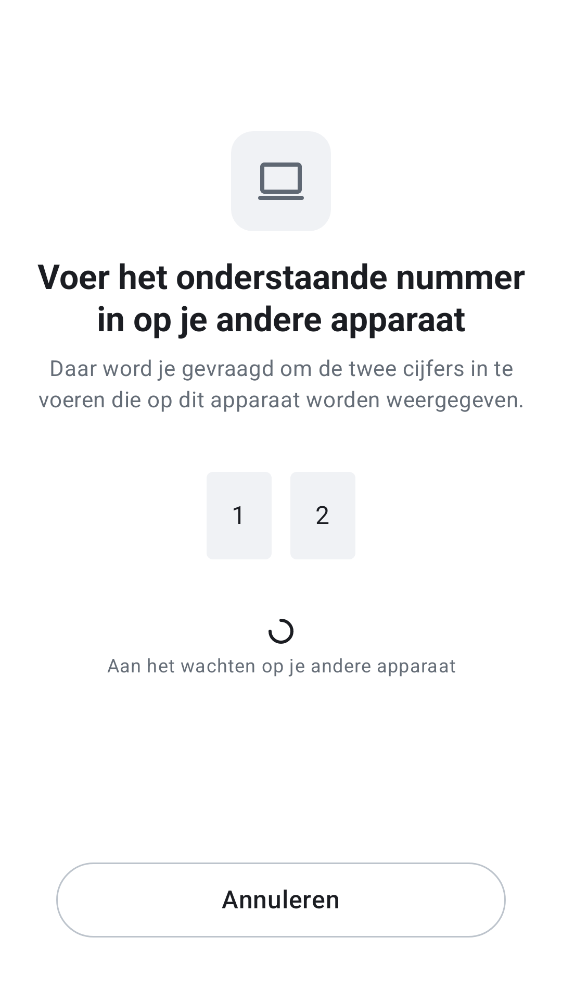 Voer het onderstaande nummer
in op je andere apparaat
Daar word je gevraagd om de twee cijfers in te
voeren die op dit apparaat worden weergegeven.
1 2
Aan het wachten op je andere apparaat
Annuleren